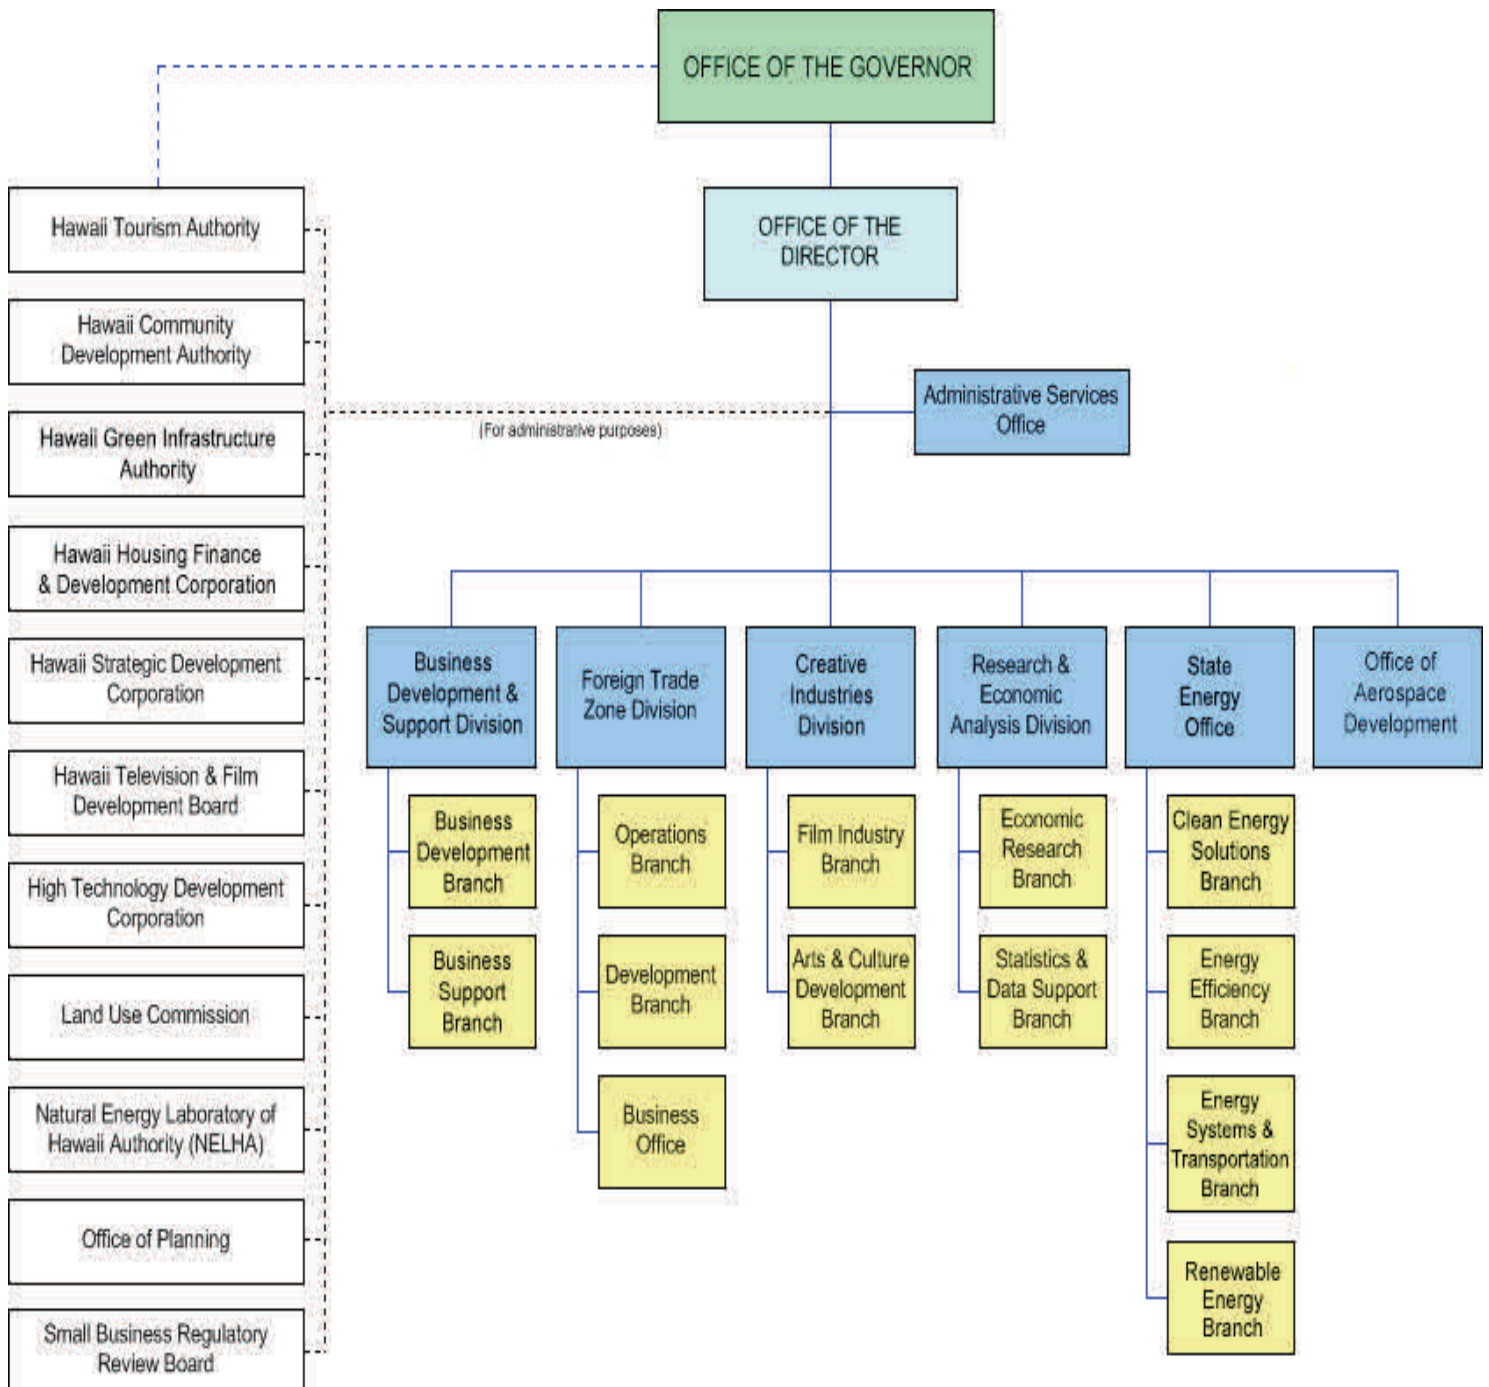 OFFICE OF THE GOVERNOR
OFFICE OF THE
DIRECTOR
Administrative Services
Office
(For administrative purposes)
Hawaii Tourism Authority
Hawaii Community
Development Authority
Hawaii Green Infrastructure
Authority
Hawaii Housing Finance
& Development Corporation
Hawaii Strategic Development
Corporation
Hawaii Television & Film
Development Board
High Technology Development
Corporation
Land Use Commission
Natural Energy Laboratory of
Hawaii Authority (NELHA)
Office of Planning
Small Business Regulatory
Review Board
Business
Development &
Support Division
Business
Development
Branch
Business
Support
Branch
Foreign Trade
Zone Division
Operations
Branch
Development
Branch
Business
Office
Creative
Industries
Division
Film Industry
Branch
Arts & Culture
Development
Branch
Research &
Economic
Analysis Division
Economic
Research
Branch
Statistics &
Data Support
Branch
State
Energy
Office
Clean Energy
Solutions
Branch
Energy
Efficiency
Branch
Energy
Systems &
Transportation
Branch
Renewable
Energy
Branch
Office of
Aerospace
Development